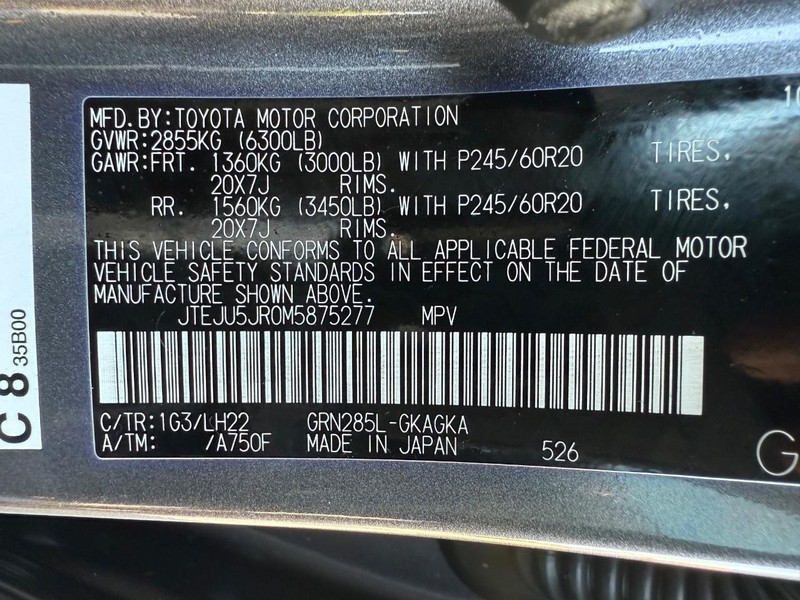 MFD.BY:TOYOTA MOTOR CORPORATION
GVWR:2855KG (6300LB)
GAWR:FRT. 1360KG (3000LB) WITH P245/60R20 TIRES,
20X7J RIMS.
RR. 1560KG (3450LB) WITH P245/60R20 TIRES,
20X7J RIMS.
THIS VEHICLE CONFORMS TO ALL APPLICABLE FEDERAL MOTOR
VEHICLE SAFETY STANDARDS IN EFFECT ON THE DATE OF
MANUFACTURE SHOWN ABOVE.
JTEJU5JR0M5875277 MPV
C/TR:1G3/LH22 GRN285L-GKAGKA
A/TM: /A750F MADE IN JAPAN 526
C 8 35B00